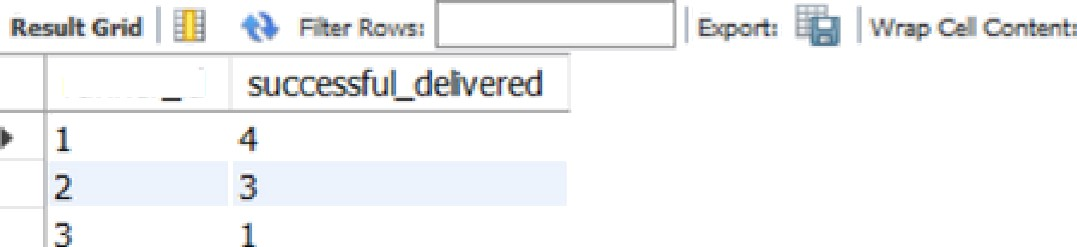 Result Grid Filter Rows: Export: Wrap Cell Content:
successful_delivered
1 4
2 3
3 1